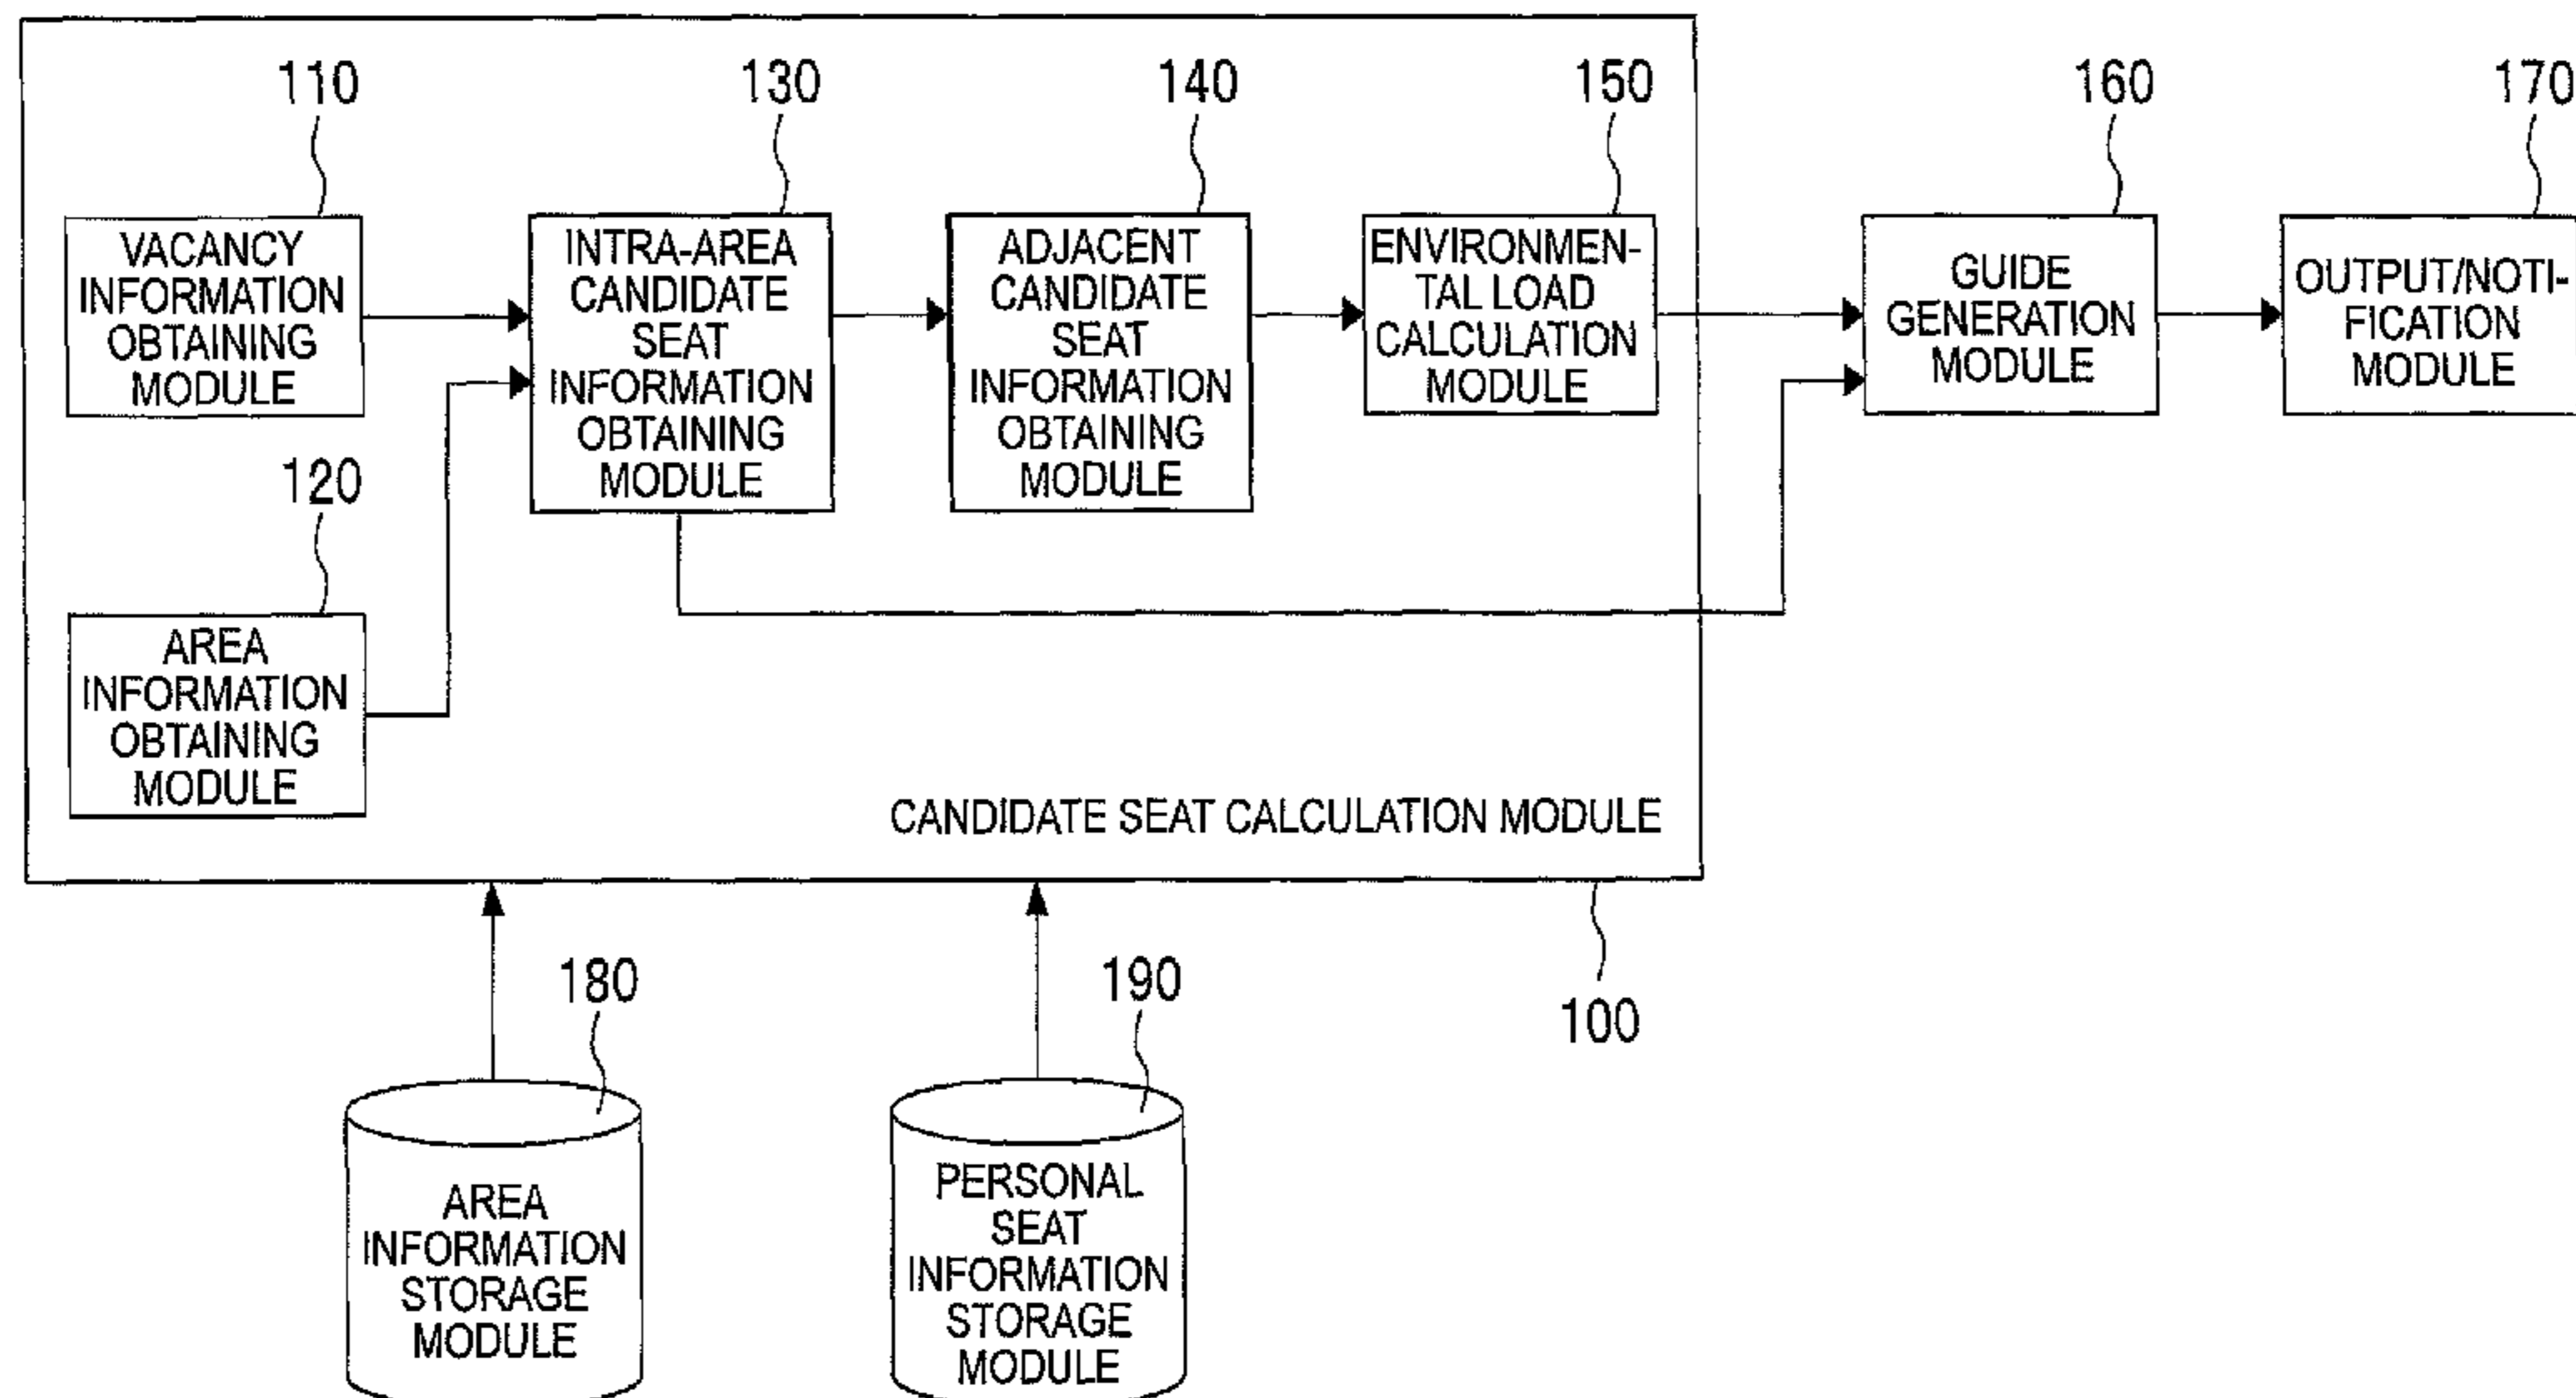 110
130
140
150
160
170
VACANCY
INFORMATION
OBTAINING
MODULE
INTRA-AREA
CANDIDATE
SEAT
INFORMATION
OBTAINING
MODULE
ADJACENT
CANDIDATE
SEAT
INFORMATION
OBTAINING
MODULE
ENVIRONMEN-
TAL LOAD
CALCULATION
MODULE
GUIDE
GENERATION
MODULE
OUTPUT/NOTI-
FICATION
MODULE
120
AREA
INFORMATION
OBTAINING
MODULE
CANDIDATE SEAT CALCULATION MODULE
100
180
190
AREA
INFORMATION
STORAGE
MODULE
PERSONAL
SEAT
INFORMATION
STORAGE
MODULE